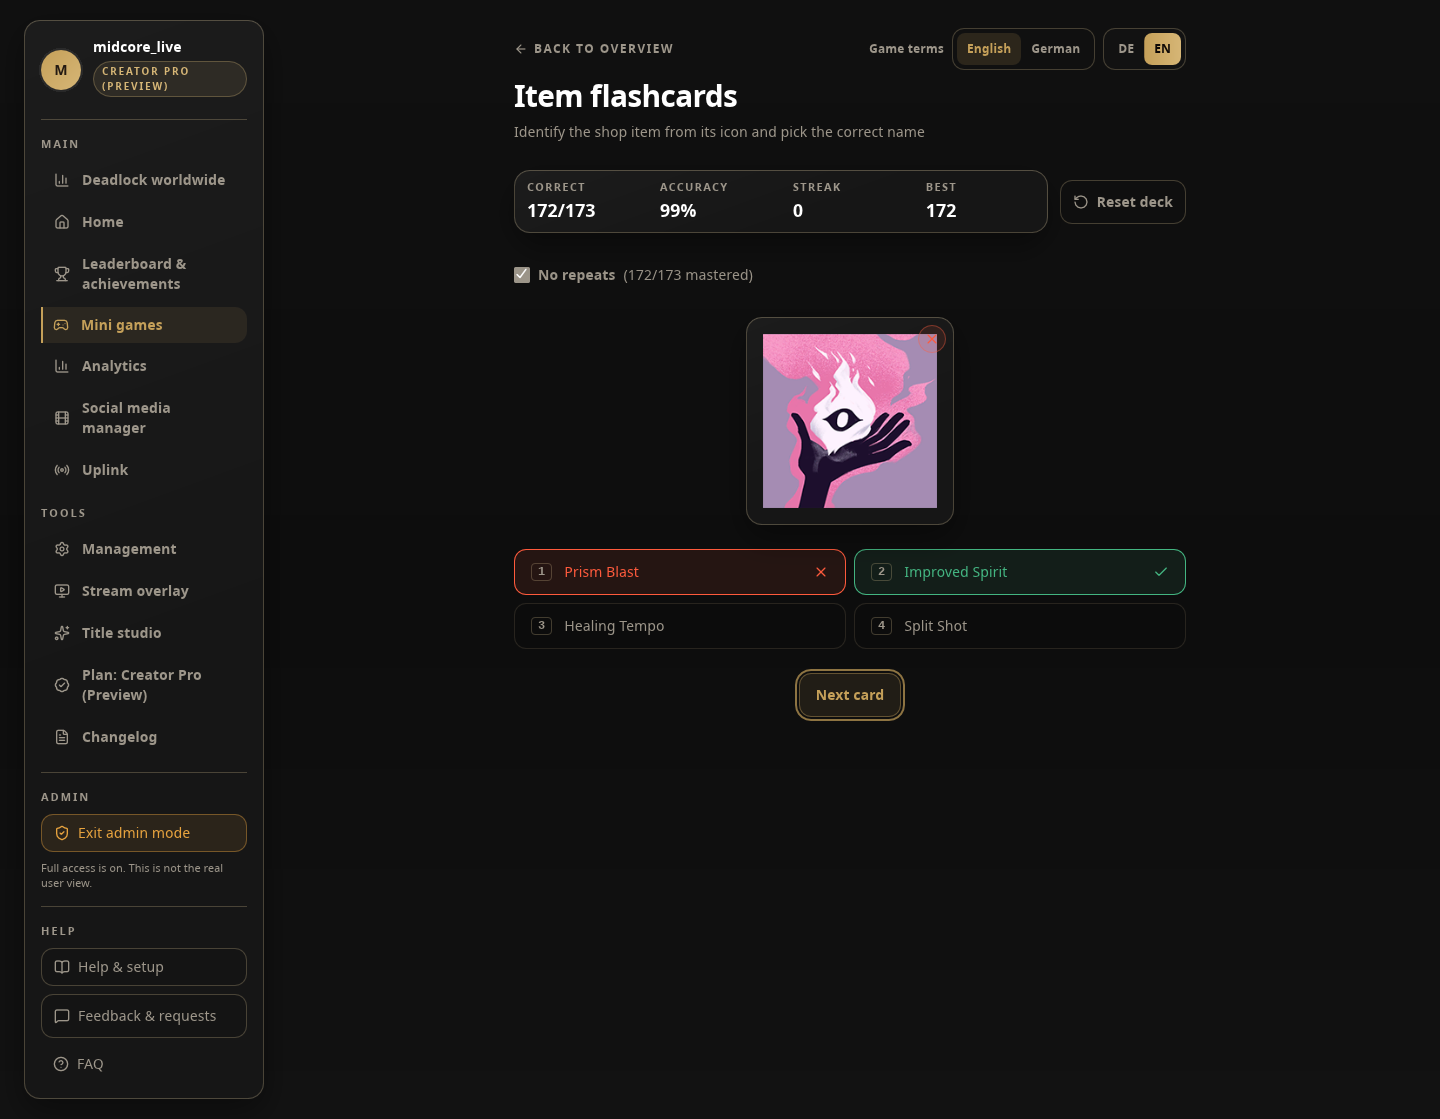 M
midcore_live
CREATOR PRO
(PREVIEW)
MAIN
Deadlock worldwide
Home
Leaderboard &
achievements
Mini games
Analytics
Social media
manager
Uplink
TOOLS
Management
Stream overlay
Title studio
Plan: Creator Pro
(Preview)
Changelog
ADMIN
Exit admin mode
Full access is on. This is not the real
user view.
HELP
Help & setup
Feedback & requests
FAQ
BACK TO OVERVIEW
Game terms English German DE EN
Item flashcards
Identify the shop item from its icon and pick the correct name
CORRECT ACCURACY STREAK BEST
172/173 99% 0 172
Reset deck
No repeats (172/173 mastered)
1 Prism Blast
2 Improved Spirit
3 Healing Tempo
4 Split Shot
Next card